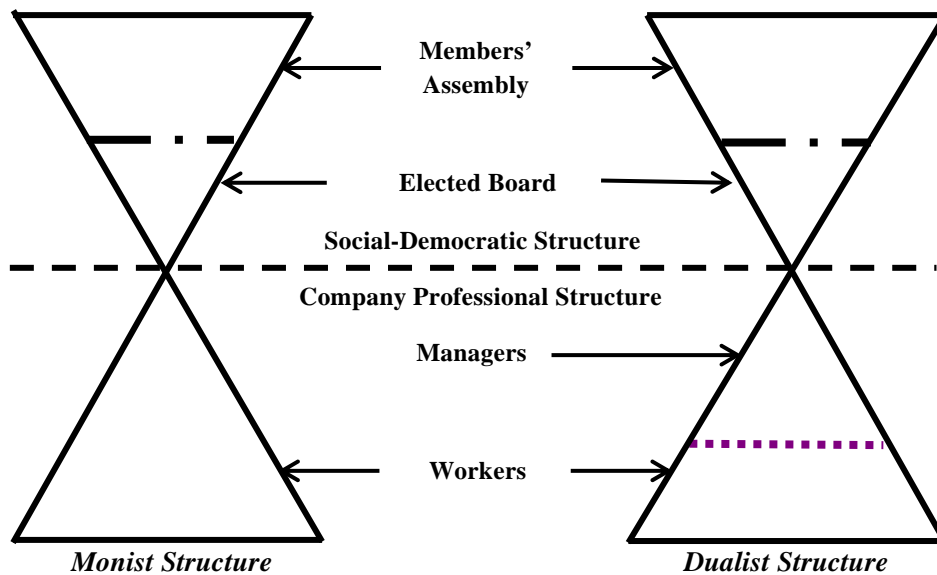 Members’
Assembly
Elected Board
Social-Democratic Structure
Company Professional Structure
Managers
Workers
Monist Structure
Dualist Structure